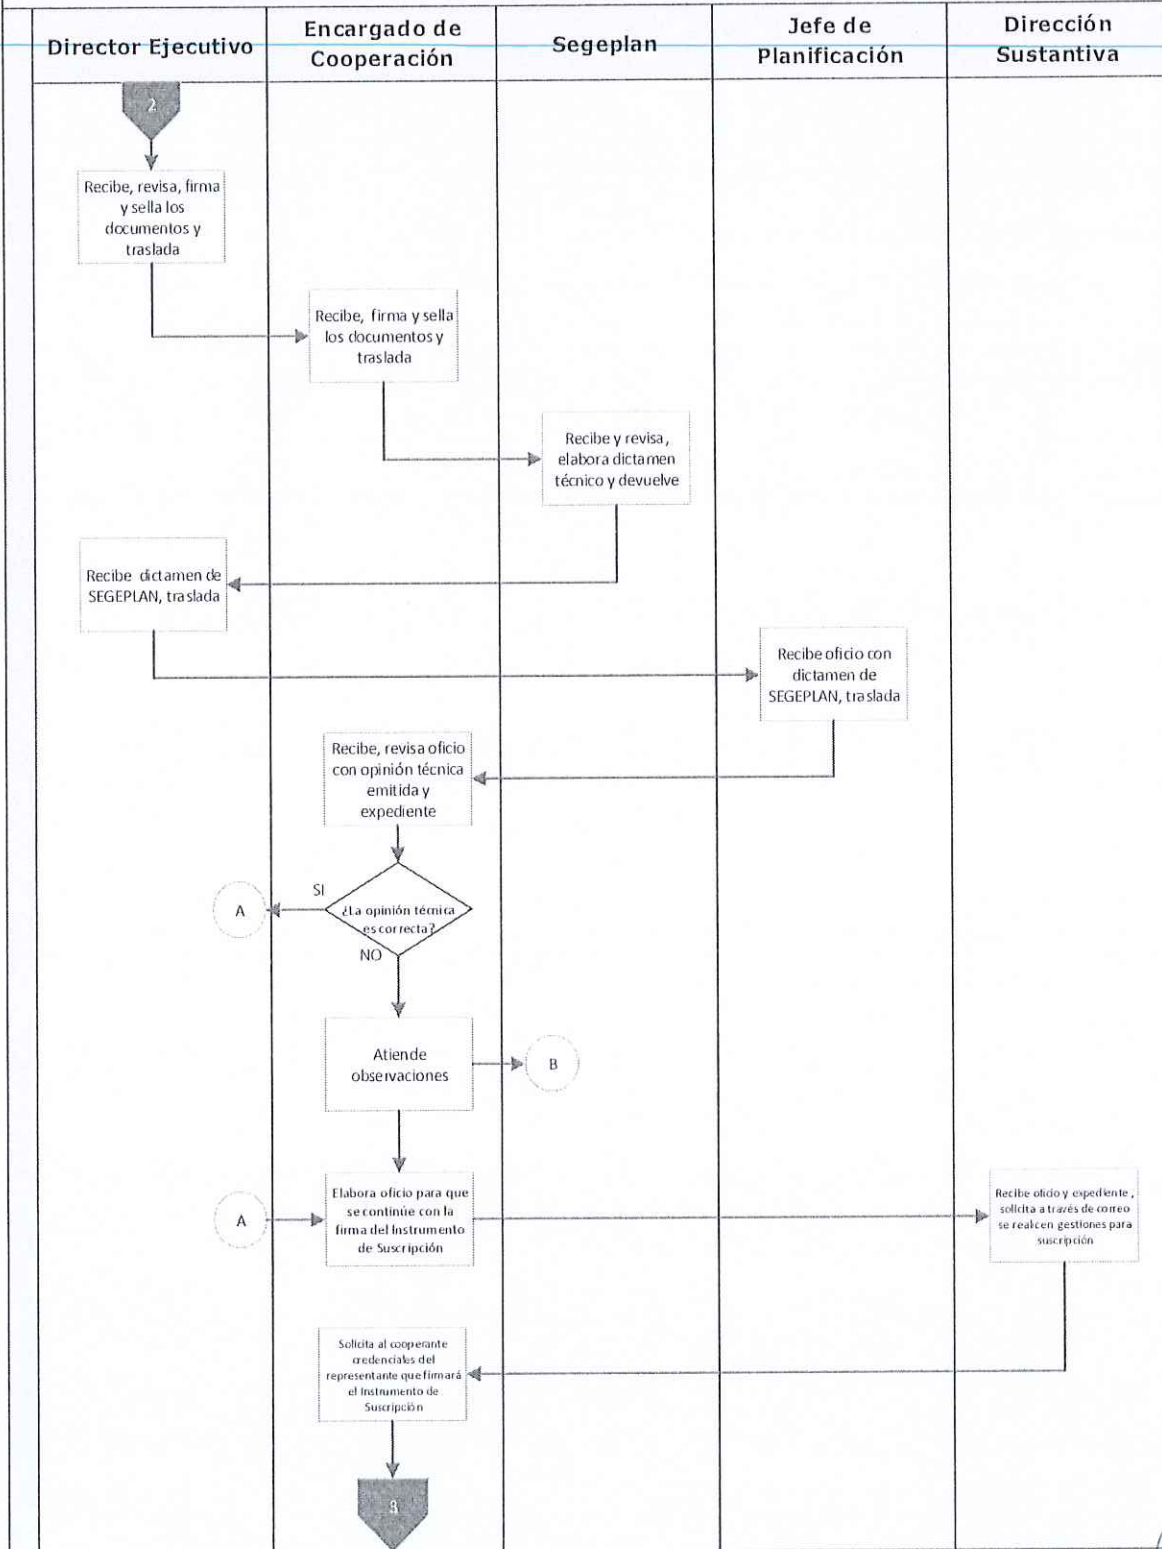 Director Ejecutivo
Encargado de
Cooperación
Segeplan
Jefe de
Planificación
Dirección
Sustantiva
2
Recibe, revisa, firma
y sella los
documentos y
traslada
Recibe, firma y sella
los documentos y
traslada
Recibe y revisa,
elabora dictamen
técnico y devuelve
Recibe dictamen de
SEGEPLAN, traslada
Recibe oficio con
dictamen de
SEGEPLAN, traslada
Recibe, revisa oficio
con opinión técnica
emitida y
expediente
SI
A
¿La opinión técnica
es correcta?
NO
Atiende
observaciones
B
A
Elabora oficio para que
se continúe con la
firma del Instrumento
de Suscripción
Recibe oficio y expediente,
solicita a través de correo
se realicen gestiones para
suscripción
Solicita al cooperante
credenciales del
representante que firmará
el Instrumento de
Suscripción
3